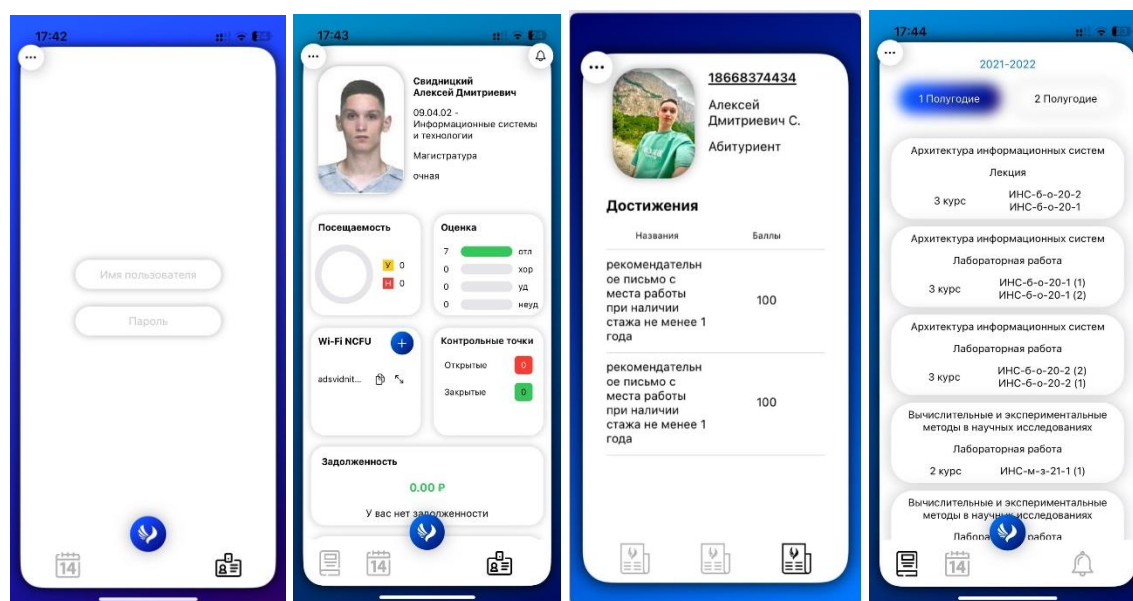 17:42
Имя пользователя
Пароль
14
17:43
Свидницкий
Алексей Дмитриевич
09.04.02 -
Информационные системы
и технологии
Магистратура
очная
Посещаемость
У 0
Н 0
Оценка
7 отл
0 хор
0 уд
0 неуд
Wi-Fi NCFU
+
adsvidnit...
Контрольные точки
Открытые 0
Закрытые 0
Задолженность
0.00 ₽
У вас нет задолженности
14
18668374434
Алексей
Дмитриевич С.
Абитуриент
Достижения
Названия Баллы
рекомендательн
ое письмо с
места работы
при наличии
стажа не менее 1
года
100
рекомендательн
ое письмо с
места работы
при наличии
стажа не менее 1
года
100
17:44
2021-2022
1 Полугодие 2 Полугодие
Архитектура информационных систем
Лекция
3 курс
ИНС-б-о-20-2
ИНС-б-о-20-1
Архитектура информационных систем
Лабораторная работа
3 курс
ИНС-б-о-20-1 (1)
ИНС-б-о-20-1 (2)
Архитектура информационных систем
Лабораторная работа
3 курс
ИНС-б-о-20-2 (2)
ИНС-б-о-20-2 (1)
Вычислительные и экспериментальные
методы в научных исследованиях
Лабораторная работа
2 курс ИНС-м-з-21-1 (1)
Вычислительные и экспериментальные
методы в научных исследованиях
Лабораторная работа
14